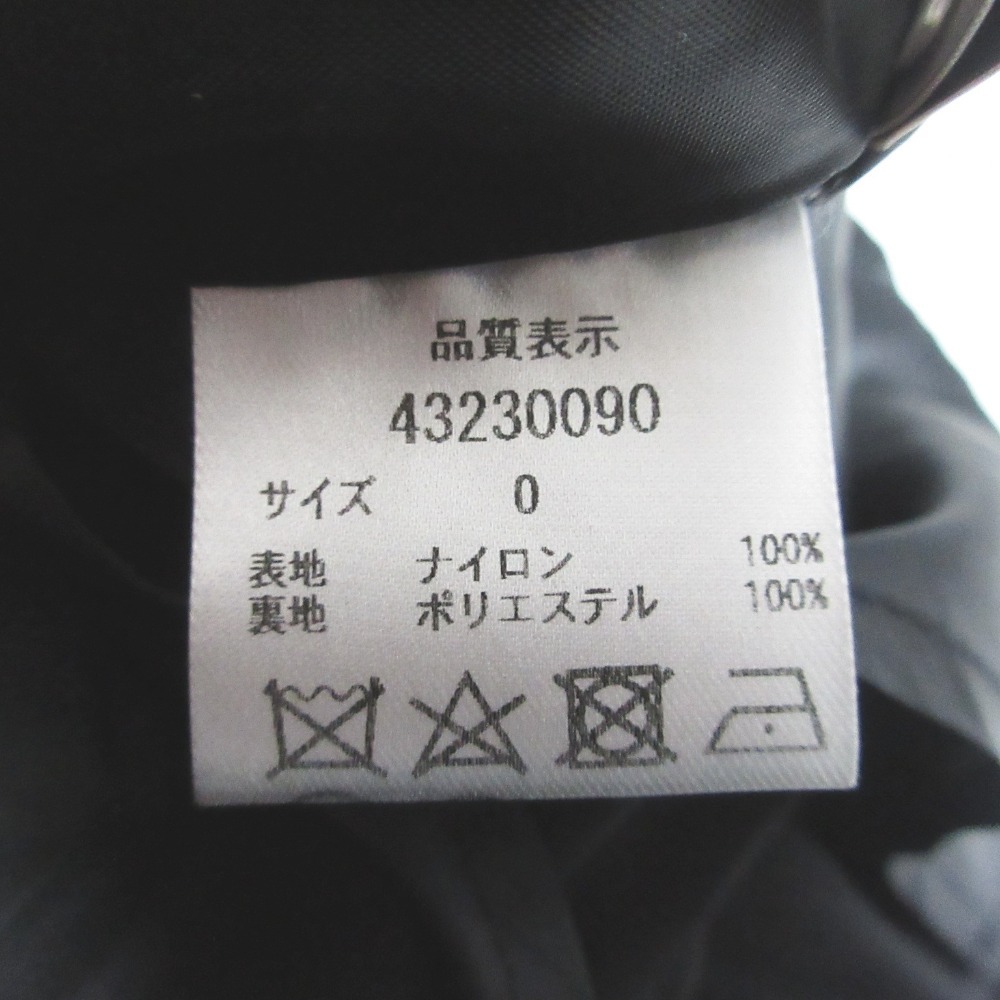 品質表示
43230090
サイズ 0
表地 ナイロン 100%
裏地 ポリエステル 100%